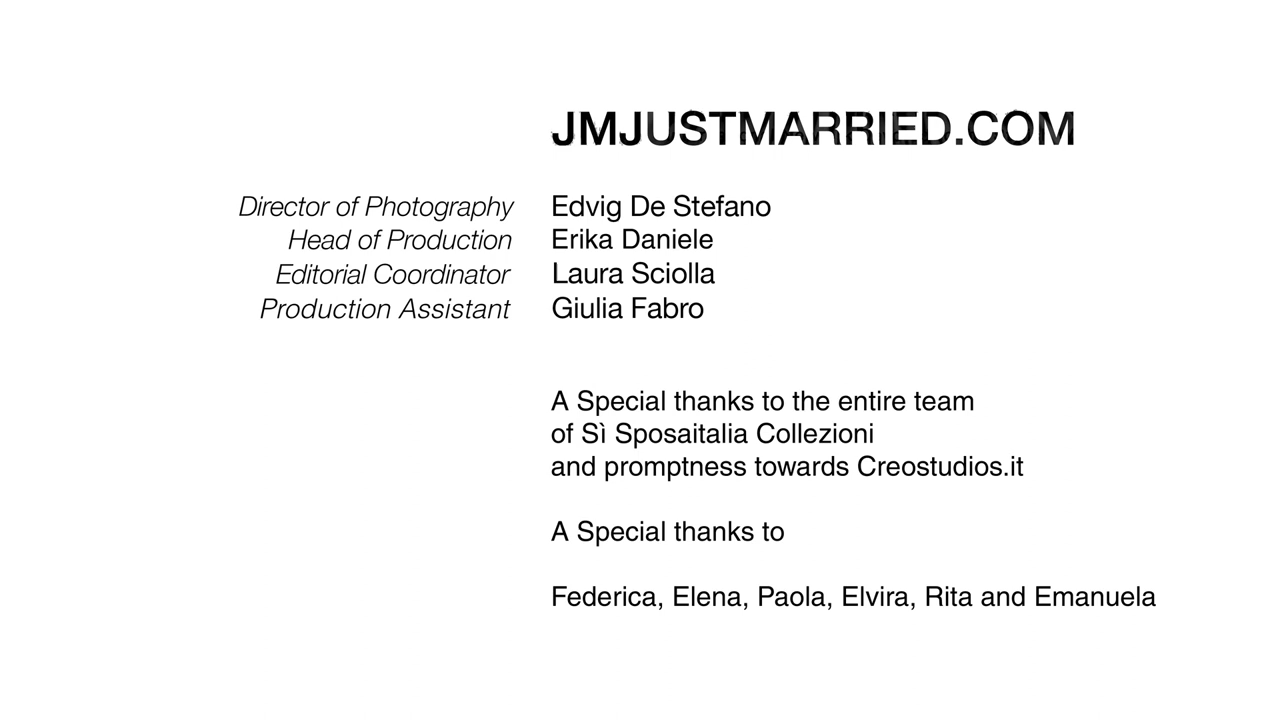 JMJUSTMARRIED.COM
Director of Photography Edvig De Stefano
Head of Production Erika Daniele
Editorial Coordinator Laura Sciolla
Production Assistant Giulia Fabro
A Special thanks to the entire team
of Sì Sposaitalia Collezioni
and promptness towards Creostudios.it
A Special thanks to
Federica, Elena, Paola, Elvira, Rita and Emanuela